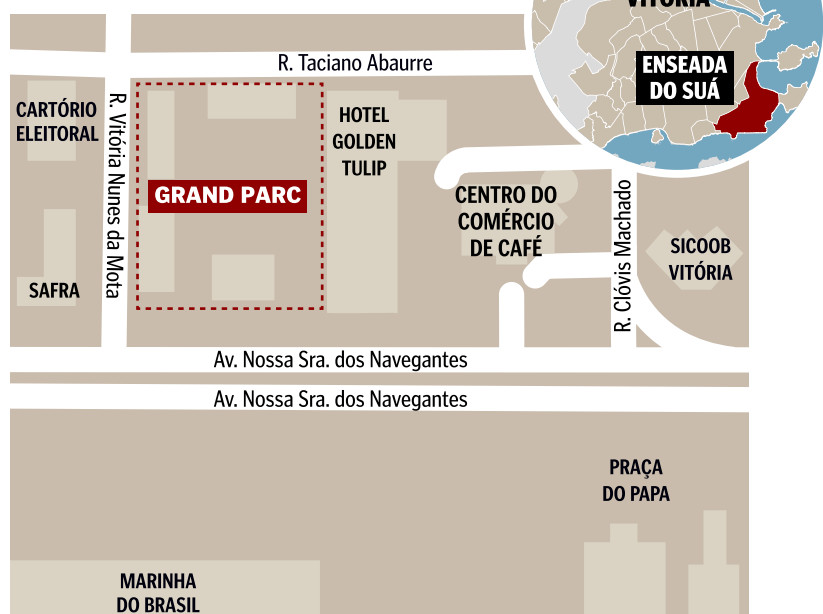 VITÓRIA
ENSEADA
DO SUÁ
R. Taciano Abaurre
CARTÓRIO
ELEITORAL
R. Vitória Nunes da Mota
HOTEL
GOLDEN
TULIP
GRAND PARC
CENTRO DO
COMÉRCIO
DE CAFÉ
R. Clóvis Machado
SICOOB
VITÓRIA
SAFRA
Av. Nossa Sra. dos Navegantes
Av. Nossa Sra. dos Navegantes
PRAÇA
DO PAPA
MARINHA
DO BRASIL